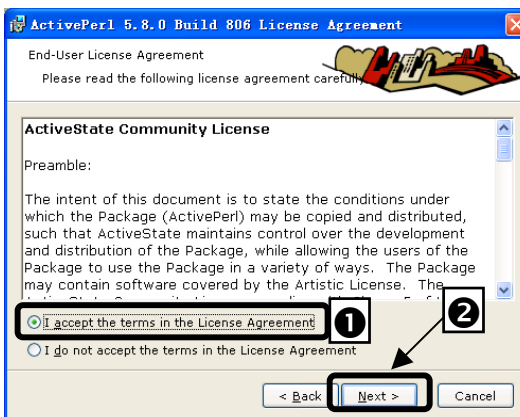 ActivePerl 5.8.0 Build 806 License Agreement
End-User License Agreement
Please read the following license agreement carefully
ActiveState Community License
Preamble:
The intent of this document is to state the conditions under
which the Package (ActivePerl) may be copied and distributed,
such that ActiveState maintains control over the development
and distribution of the Package, while allowing the users of the
Package to use the Package in a variety of ways. The Package
may contain software covered by the Artistic License. The
I accept the terms in the License Agreement
1
2
I do not accept the terms in the License Agreement
< Back
Next >
Cancel